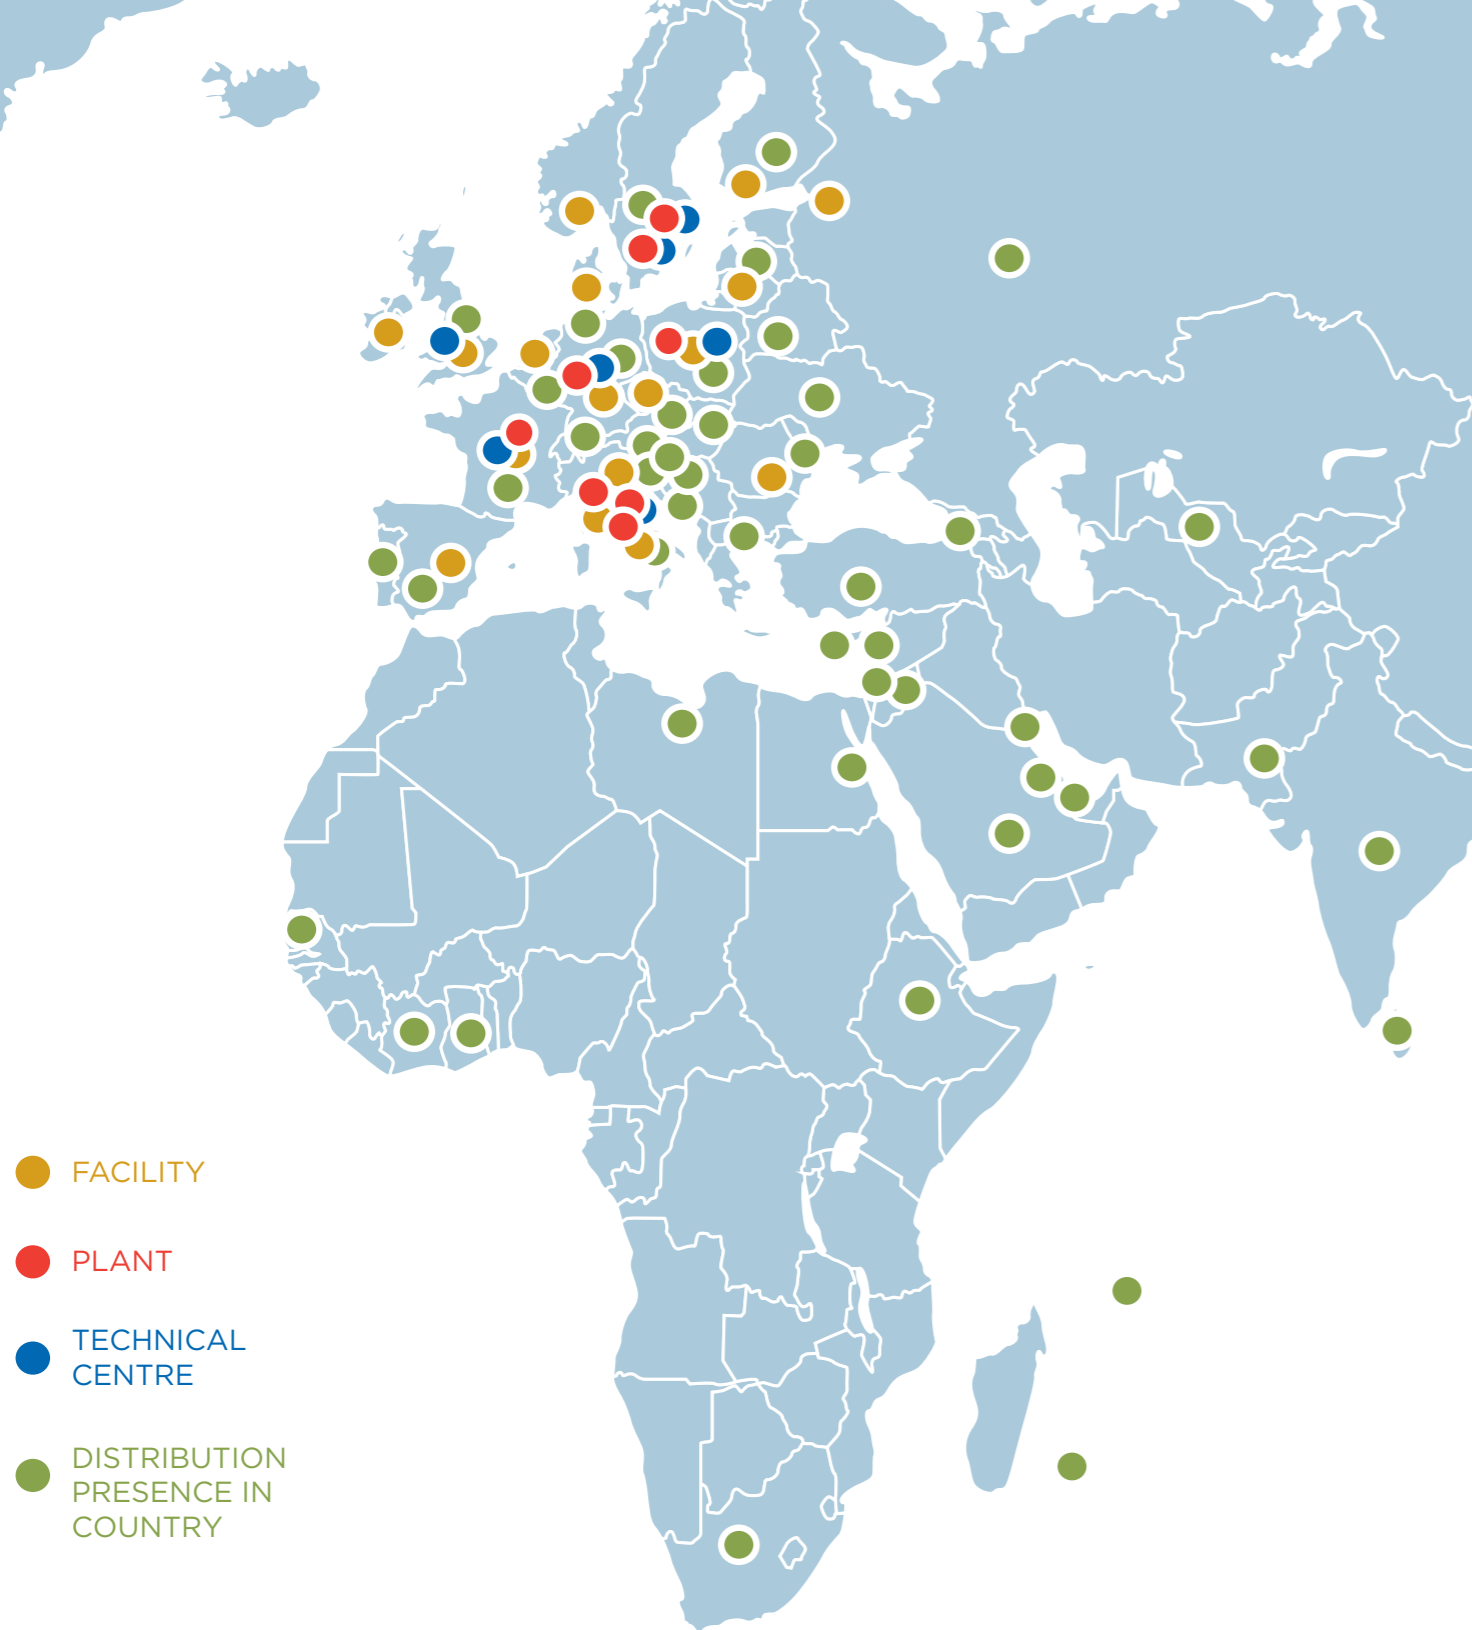 FACILITY
PLANT
TECHNICAL
CENTRE
DISTRIBUTION
PRESENCE IN
COUNTRY